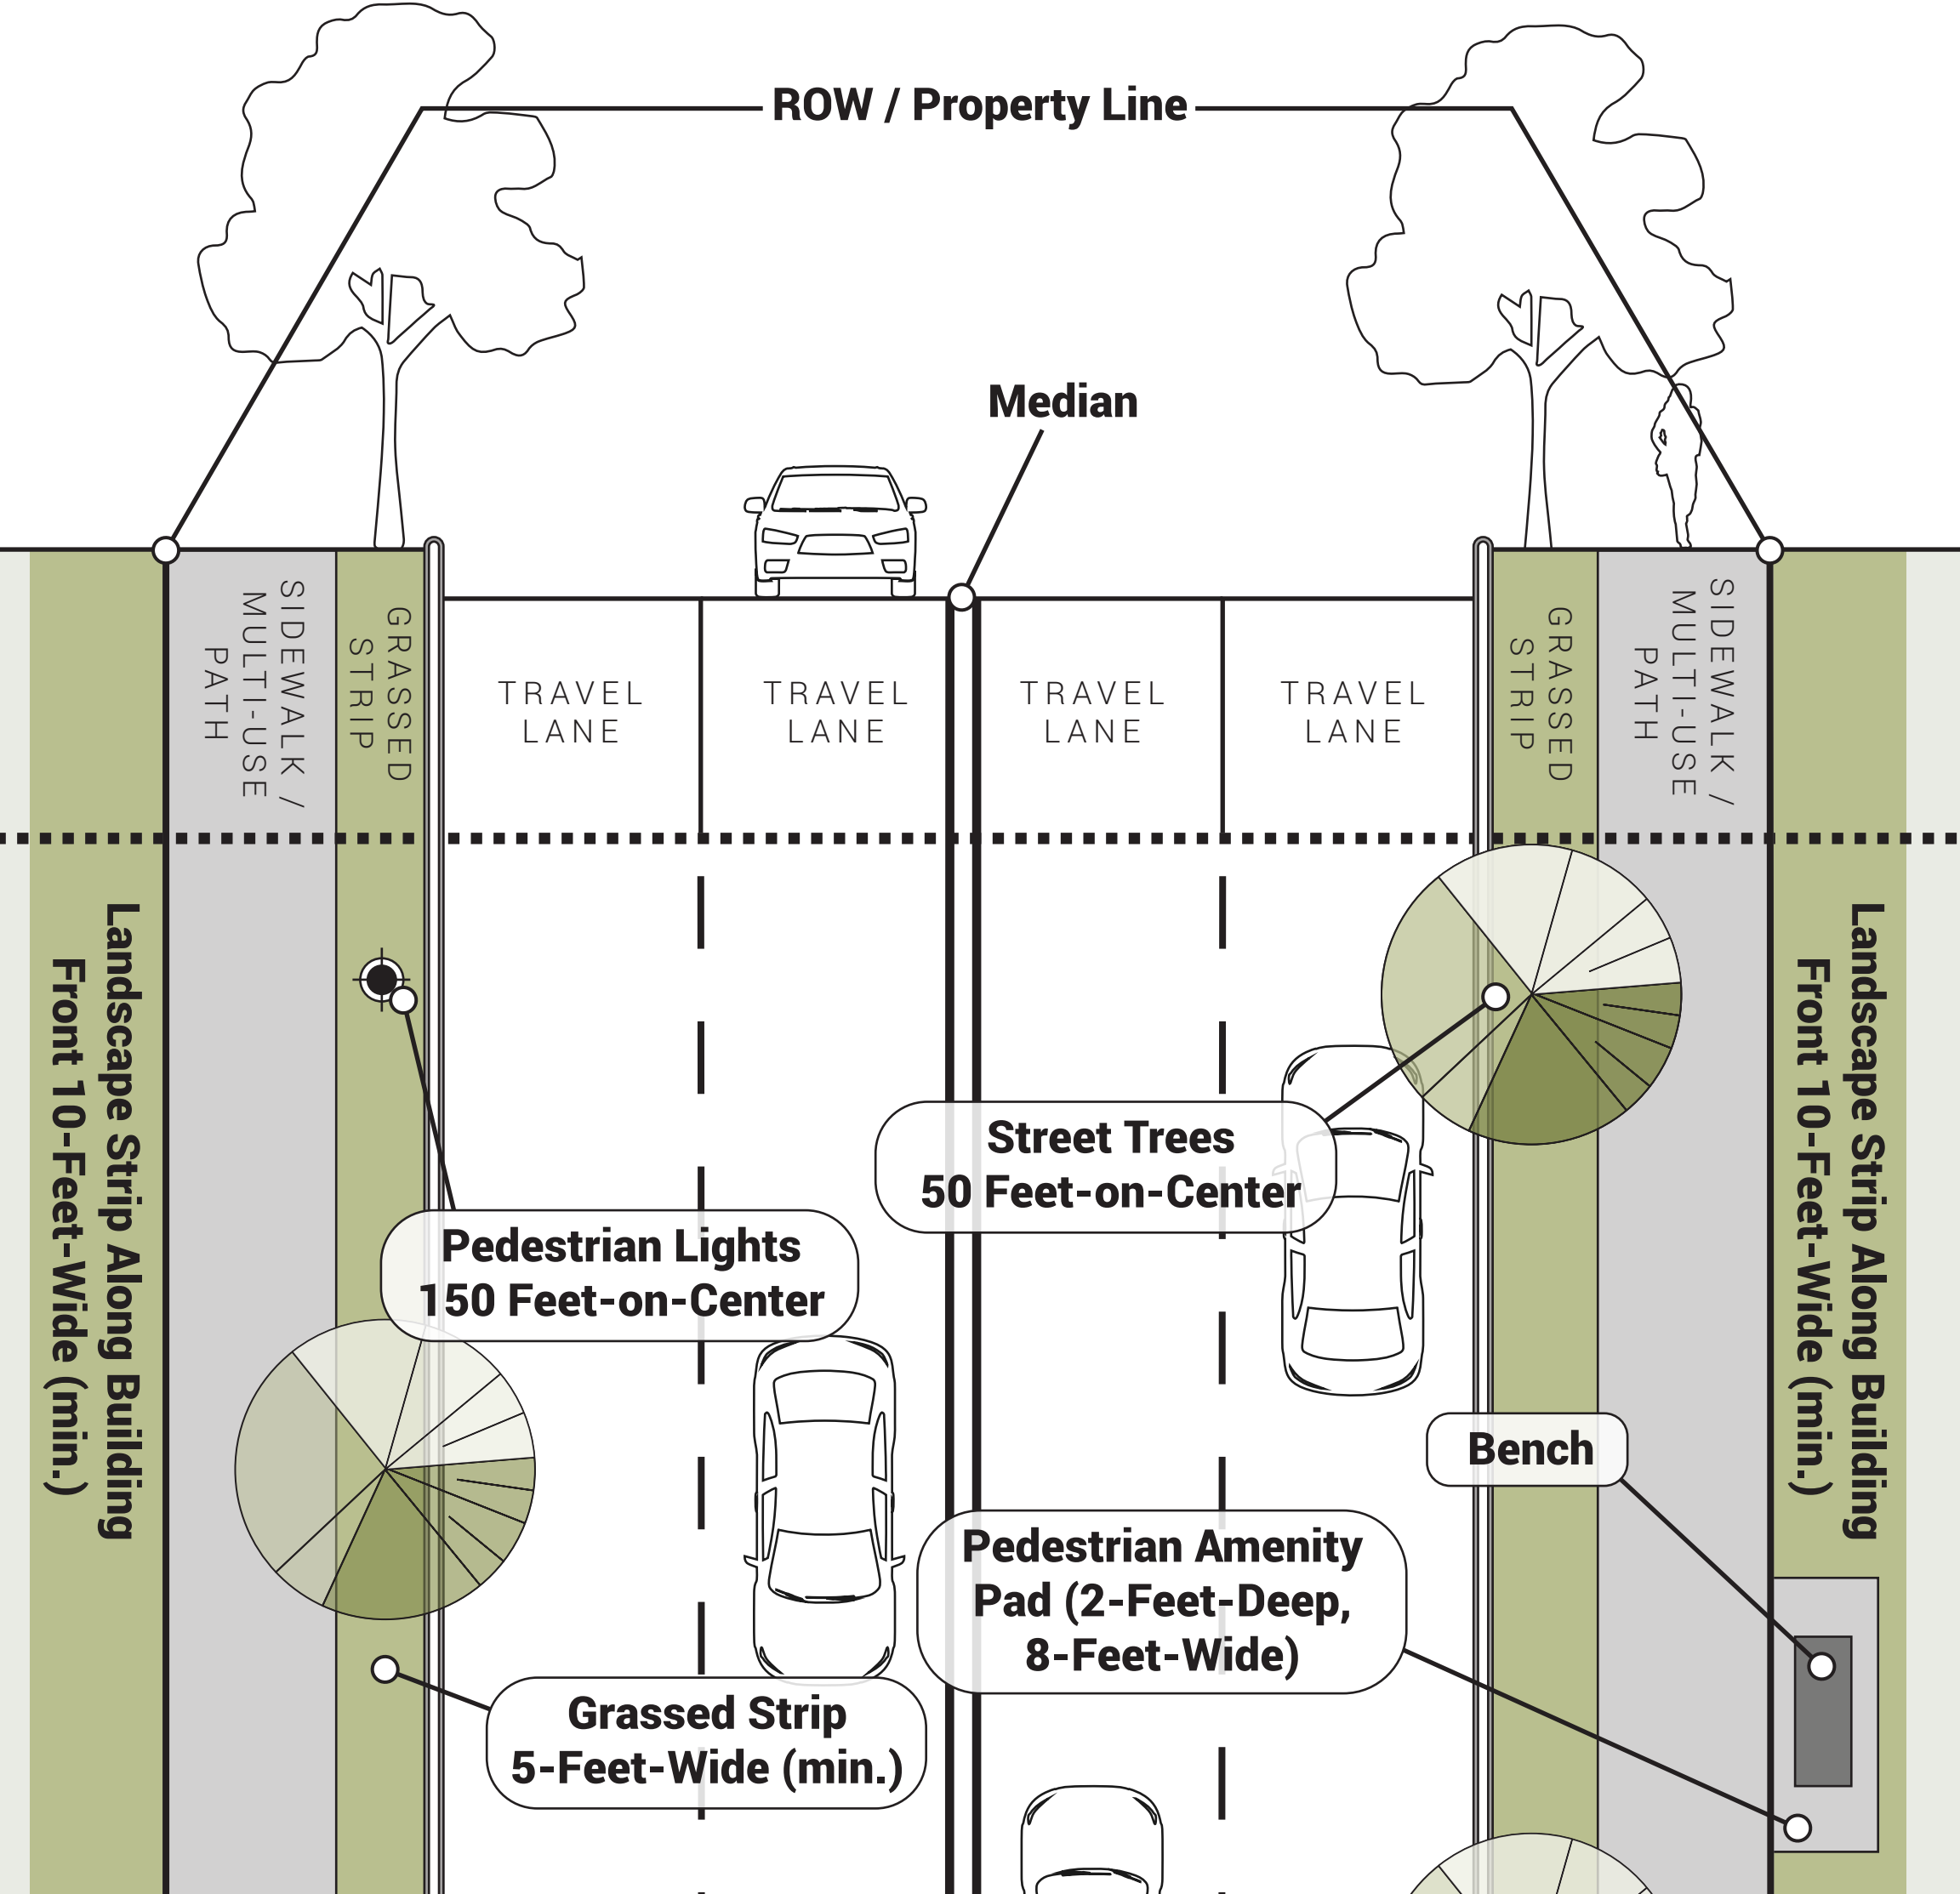 ROW / Property Line
Median
SIDEWALK /
MULTI-USE
PATH
GRASSED
STRIP
TRAVEL
LANE
TRAVEL
LANE
TRAVEL
LANE
TRAVEL
LANE
GRASSED
STRIP
SIDEWALK /
MULTI-USE
PATH
Landscape Strip Along Building
Front 10-Feet-Wide (min.)
Landscape Strip Along Building
Front 10-Feet-Wide (min.)
Street Trees
50 Feet-on-Center
Pedestrian Lights
150 Feet-on-Center
Bench
Pedestrian Amenity
Pad (2-Feet-Deep,
8-Feet-Wide)
Grassed Strip
5-Feet-Wide (min.)